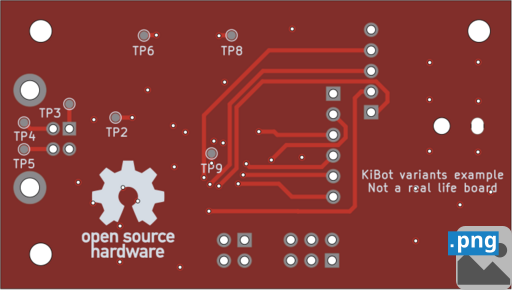 TP6
TP8
TP3
TP4
TP2
TP5
TP9
KiBot variants example
Not a real life board
open source
hardware
.png